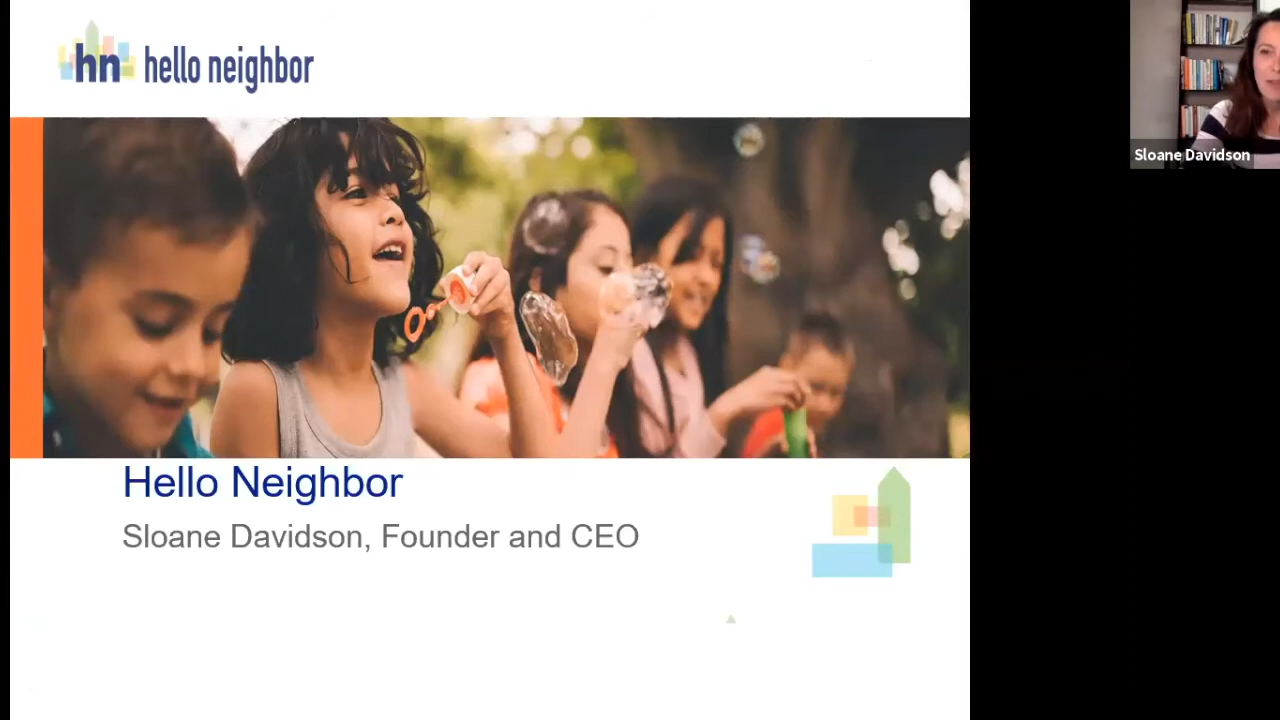 hn hello neighbor
Sloane Davidson
Hello Neighbor
Sloane Davidson, Founder and CEO